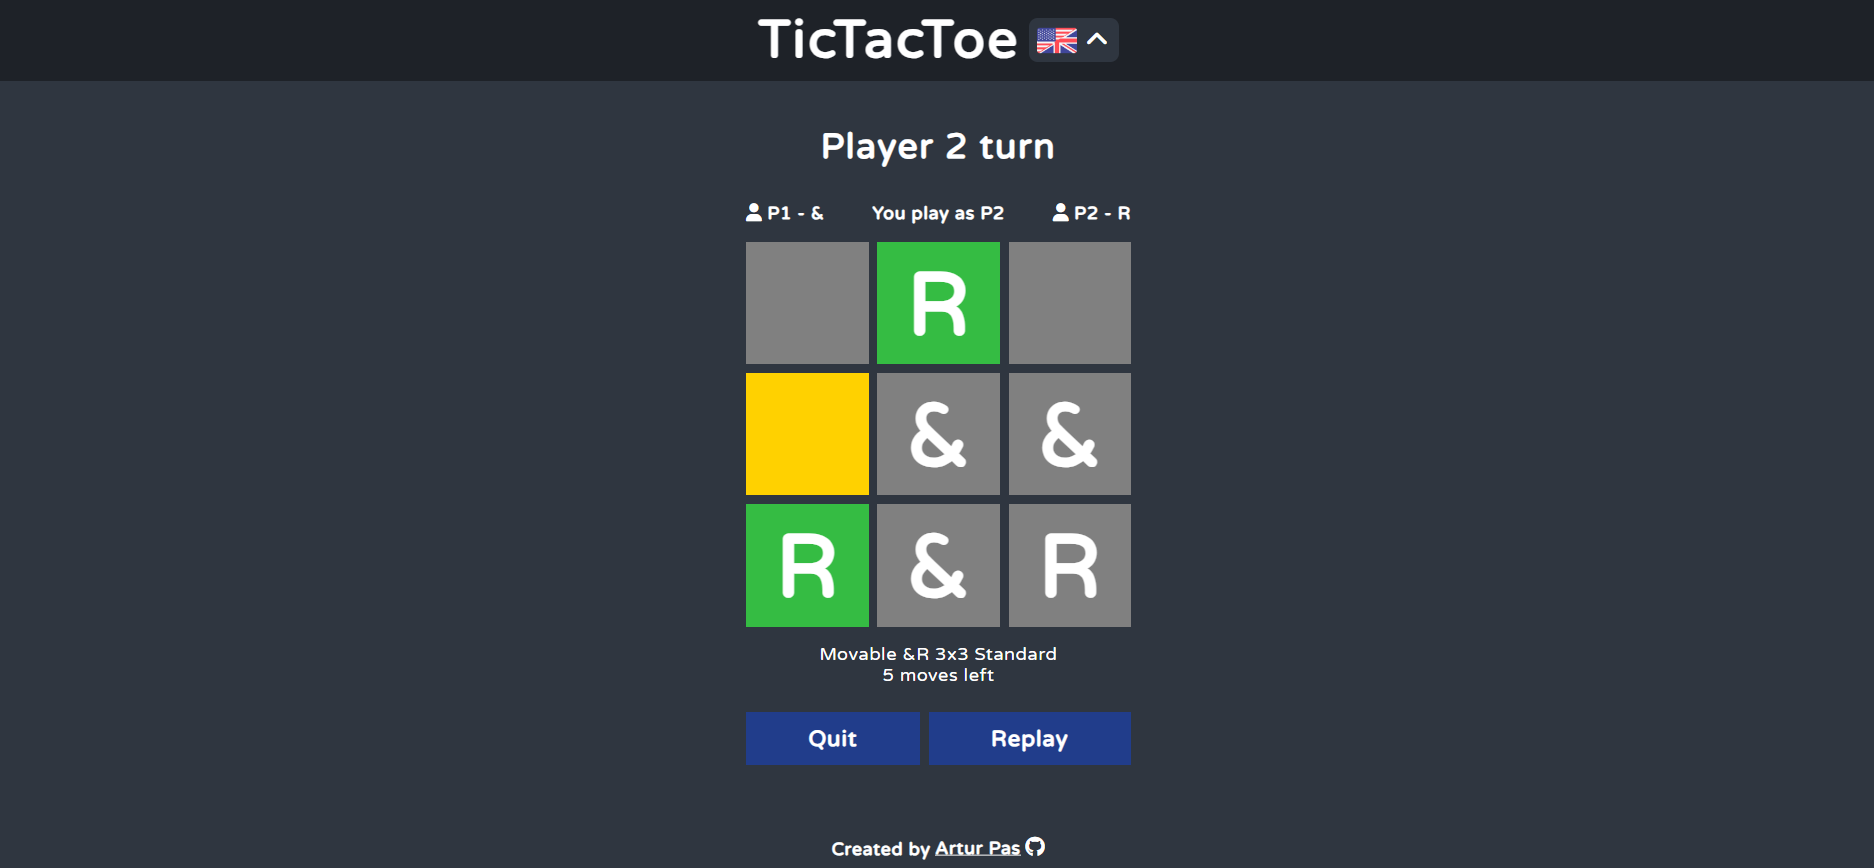 TicTacToe
Player 2 turn
P1 - & You play as P2 P2 - R
R
& &
R & R
Movable &R 3x3 Standard
5 moves left
Quit Replay
Created by Artur Pas